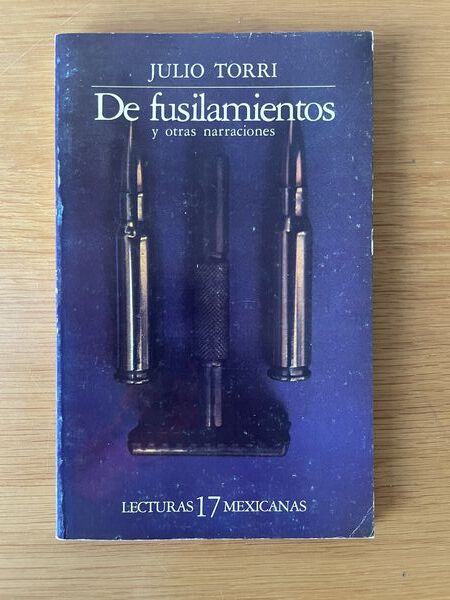 JULIO TORRI
De fusilamientos
y otras narraciones
LECTURAS 17 MEXICANAS